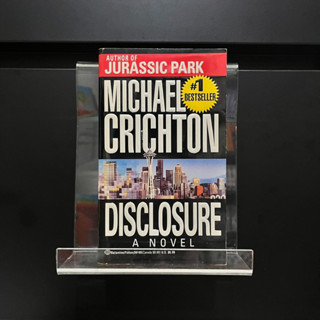 AUTHOR OF
JURASSIC PARK
MICHAEL
#1
BESTSELLER
CRICHTON
DISCLOSURE
A NOVEL